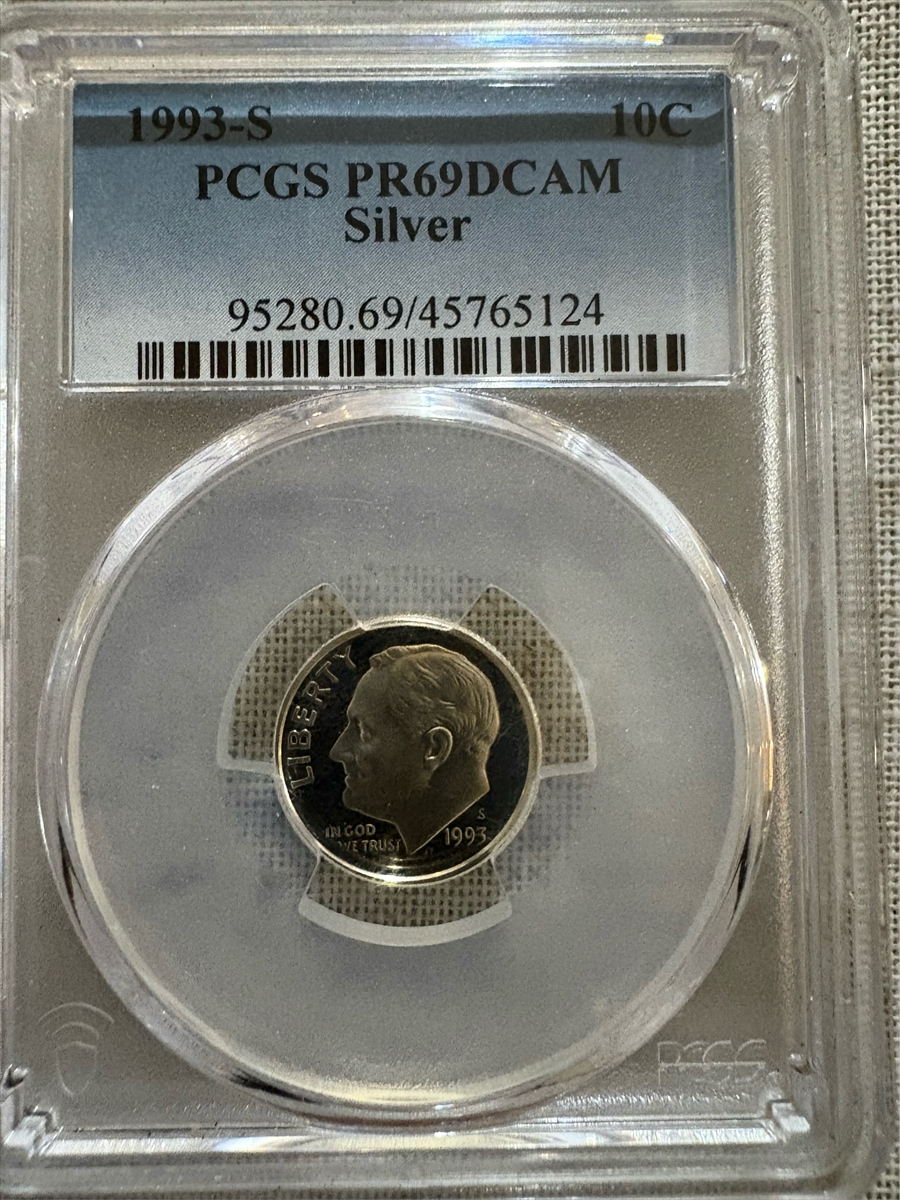 1993-S 10C
PCGS PR69DCAM
Silver
95280.69/45765124
LIBERTY
IN GOD
WE TRUST
S
1993
PCGS